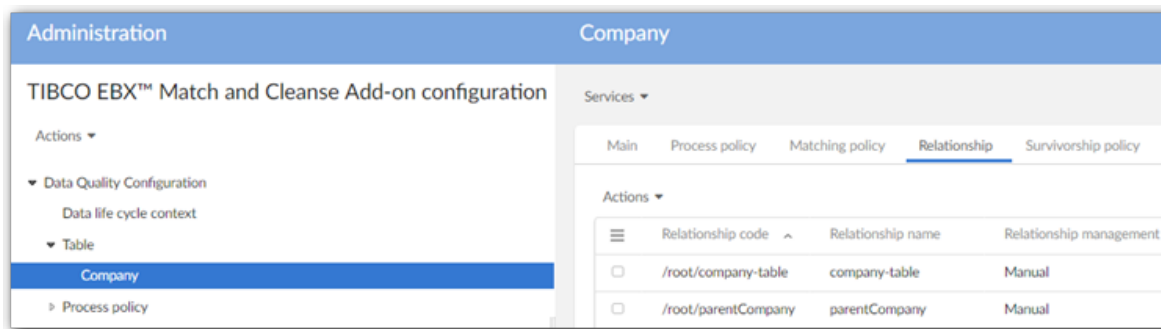 Administration
Company
TIBCO EBX™ Match and Cleanse Add-on configuration
Services
Actions
Main Process policy Matching policy Relationship Survivorship policy
Data Quality Configuration
Data life cycle context
Table
Company
Process policy
Actions
Relationship code Relationship name Relationship management
/root/company-table company-table Manual
/root/parentCompany parentCompany Manual